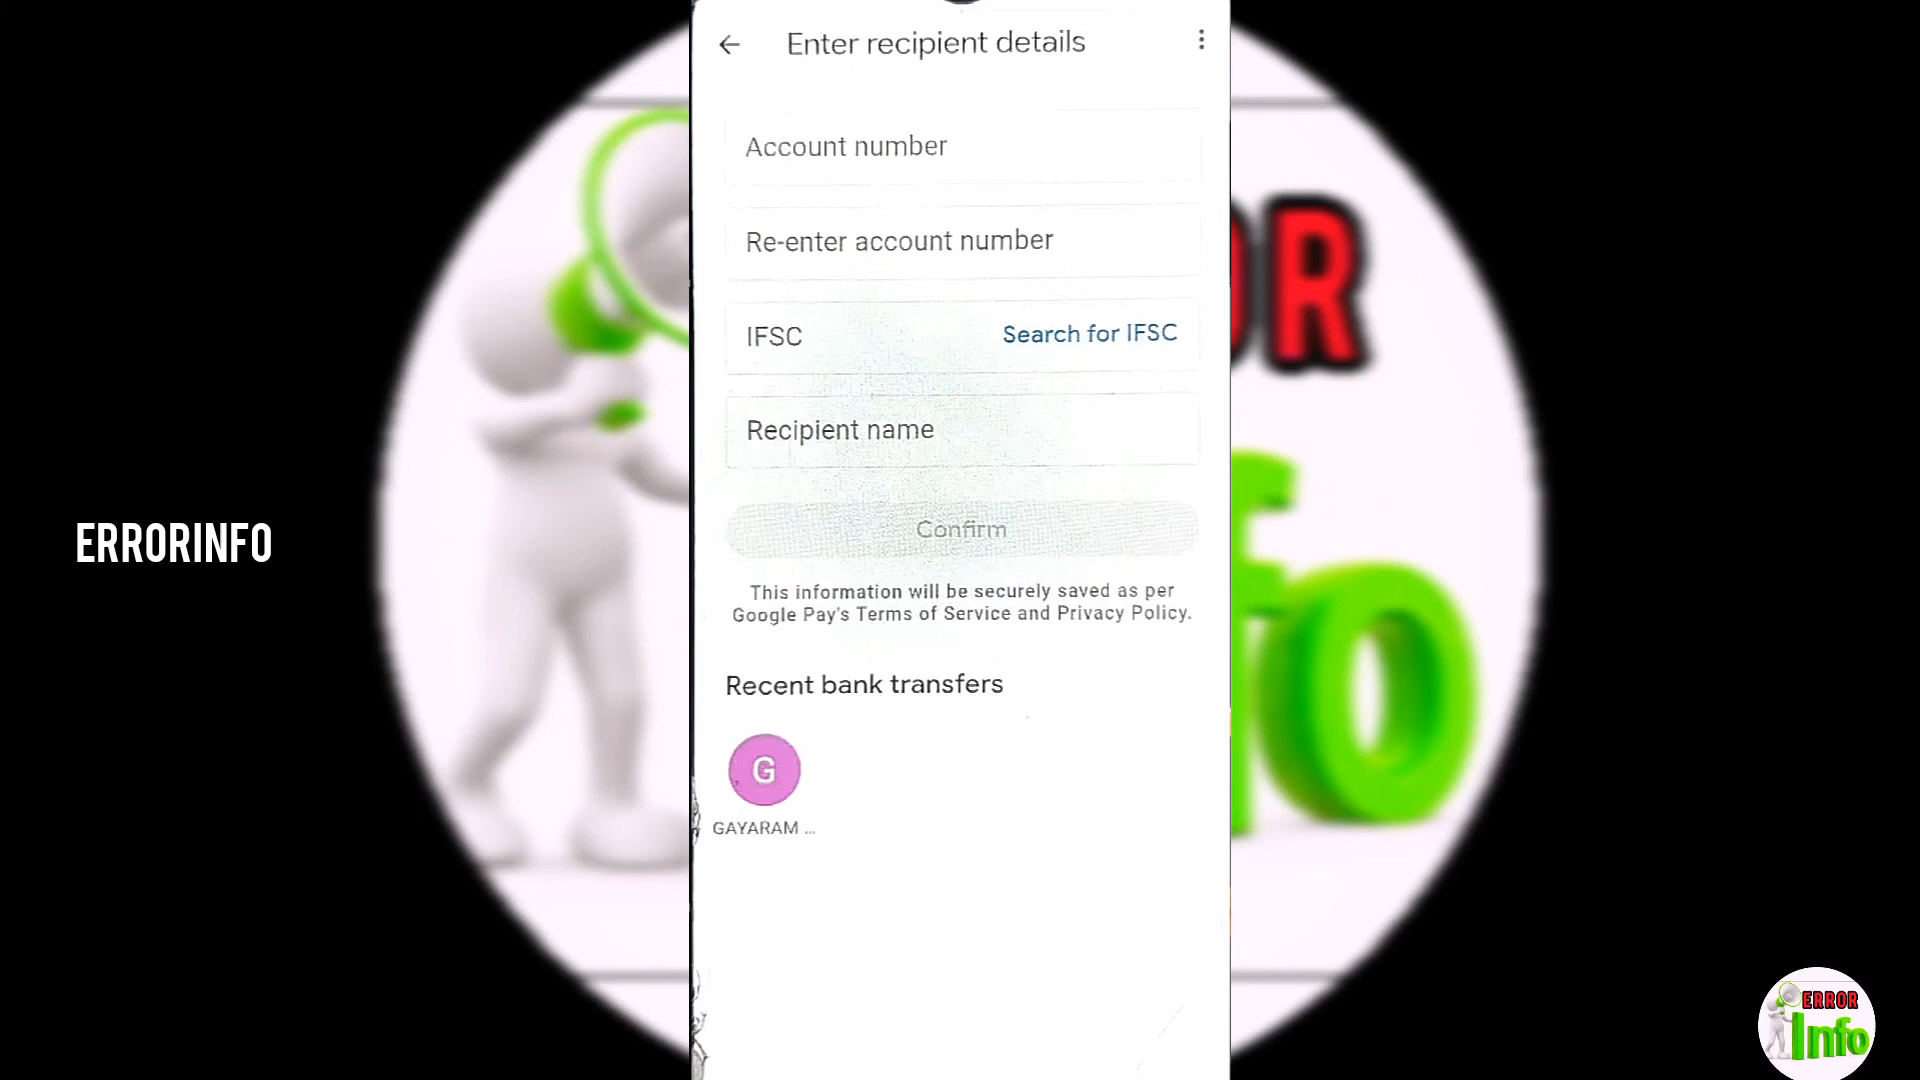 Enter recipient details
Account number
Re-enter account number
IFSC
Search for IFSC
Recipient name
Confirm
This information will be securely saved as per
Google Pay's Terms of Service and Privacy Policy.
Recent bank transfers
G
GAYARAM ...
ERRORINFO
OR
fo
ERROR
Info